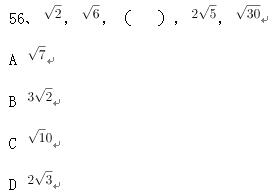 56、 √2, √6, （ ）, 2√5, √30↵
A √7↵
B 3√2↵
C √10↵
D 2√3↵